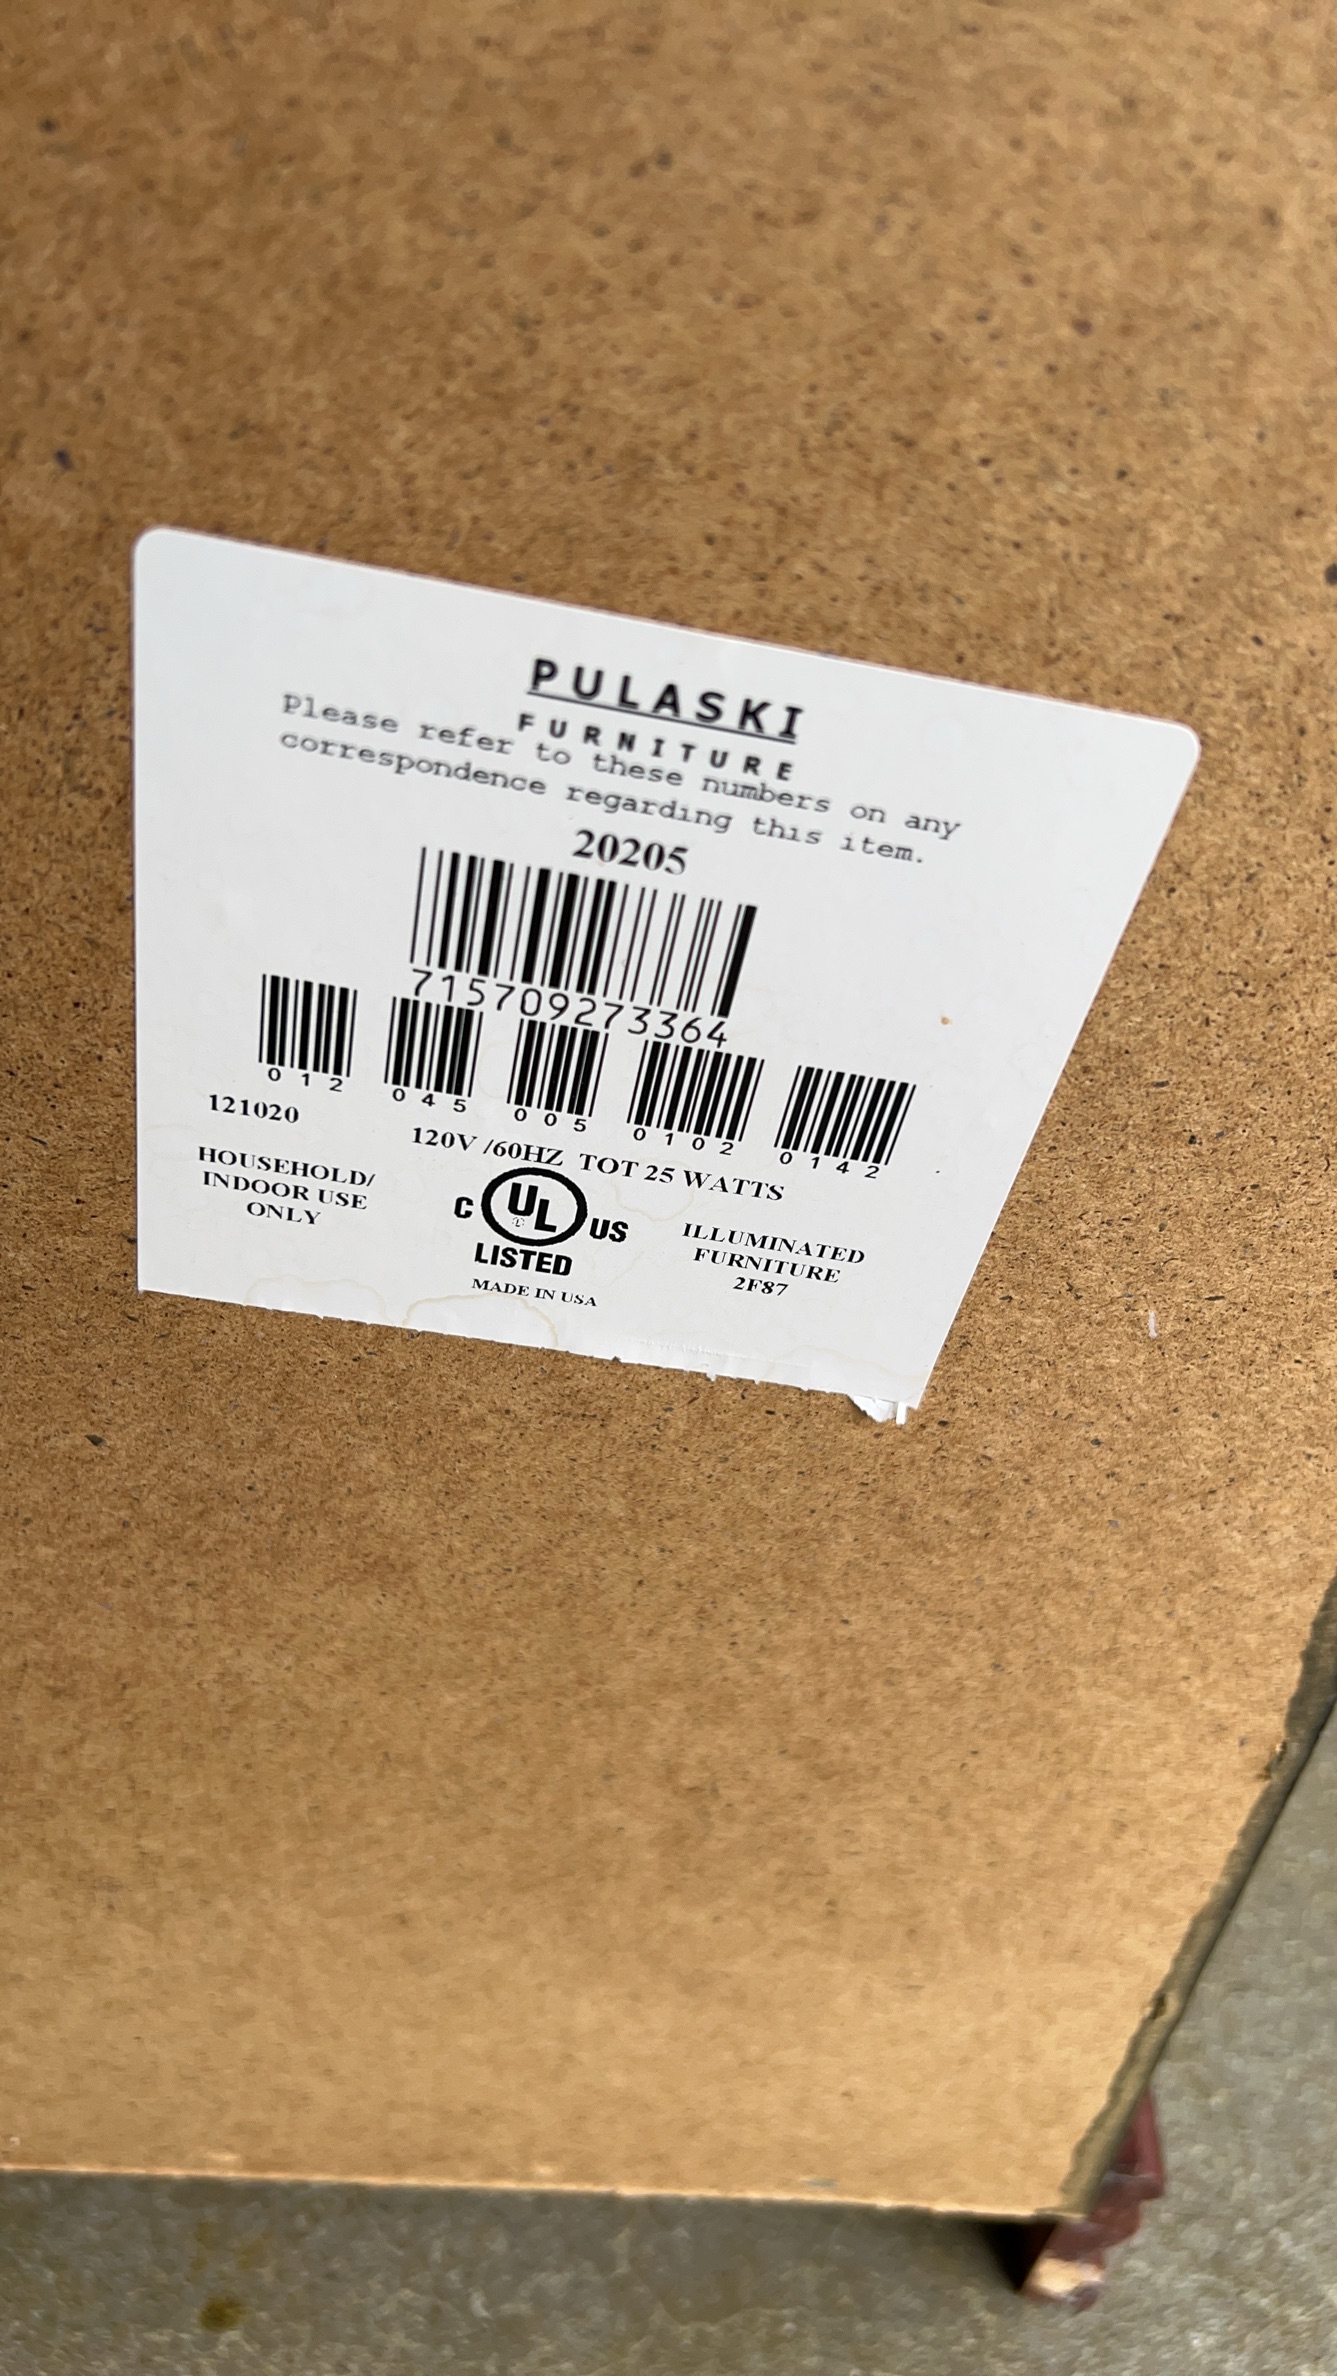 PULASKI
FURNITURE
Please refer to these numbers on any
correspondence regarding this item.
20205
715709273364
012 045 005 0102 0142
121020
120V /60HZ TOT 25 WATTS
HOUSEHOLD/
INDOOR USE
ONLY
C UL US
LISTED
MADE IN USA
ILLUMINATED
FURNITURE
2F87